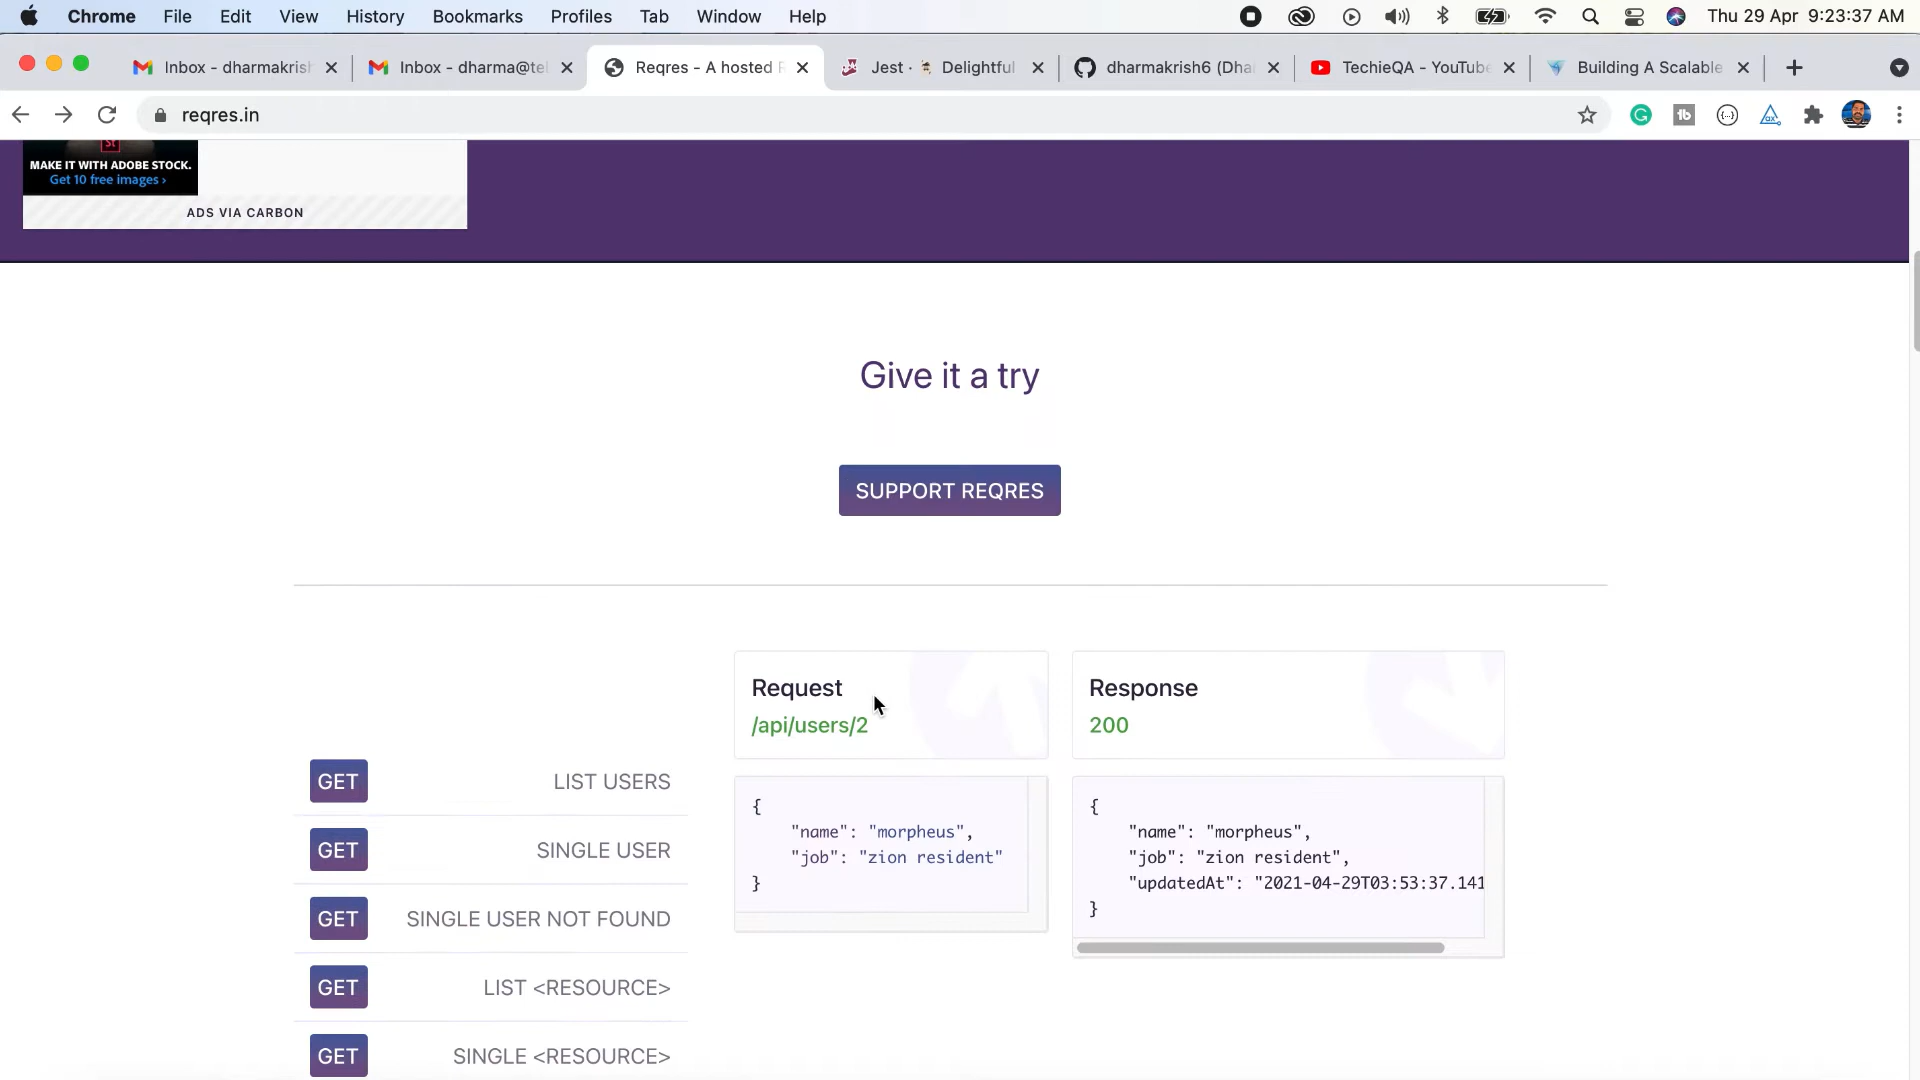 Chrome File Edit View History Bookmarks Profiles Tab Window Help Thu 29 Apr 9:23:37 AM
Inbox - dharmakrish Inbox - dharma@tel Reqres - A hosted R Jest · Delightful dharmakrish6 (Dhar TechieQA - YouTube Building A Scalable
reqres.in
St
MAKE IT WITH ADOBE STOCK.
Get 10 free images ›
ADS VIA CARBON
Give it a try
SUPPORT REQRES
Request
/api/users/2
{
"name": "morpheus",
"job": "zion resident"
}
Response
200
{
"name": "morpheus",
"job": "zion resident",
"updatedAt": "2021-04-29T03:53:37.141
}
GET LIST USERS
GET SINGLE USER
GET SINGLE USER NOT FOUND
GET LIST <RESOURCE>
GET SINGLE <RESOURCE>